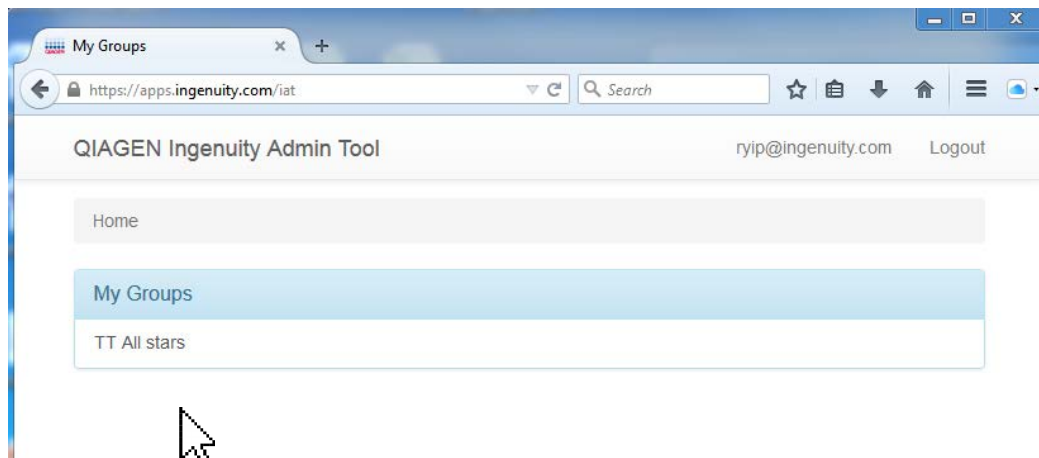 My Groups
https://apps.ingenuity.com/iat
Search
QIAGEN Ingenuity Admin Tool
ryip@ingenuity.com
Logout
Home
My Groups
TT All stars